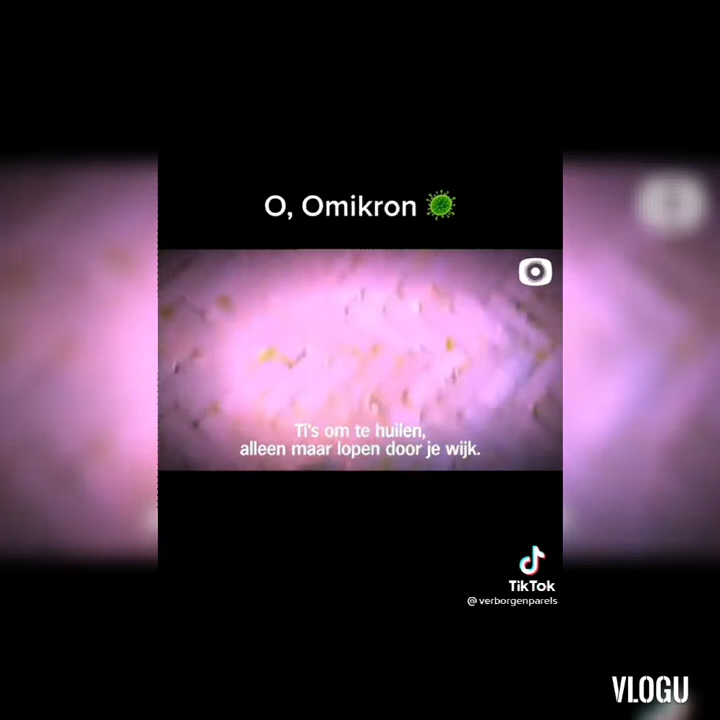 O, Omikron
Ti's om te huilen,
alleen maar lopen door je wijk.
TikTok
@verborgenparels
VLOGU